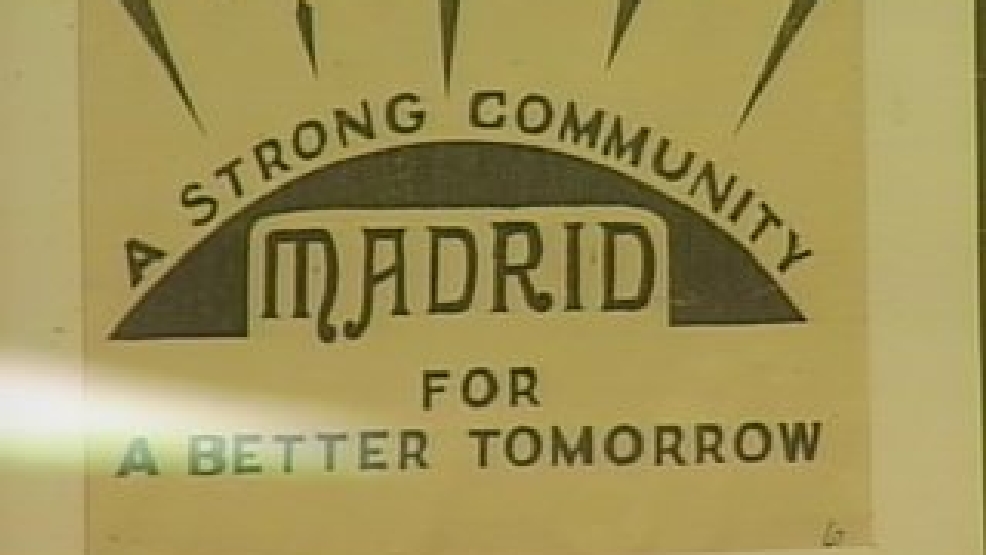 A STRONG COMMUNITY
MADRID
FOR
A BETTER TOMORROW